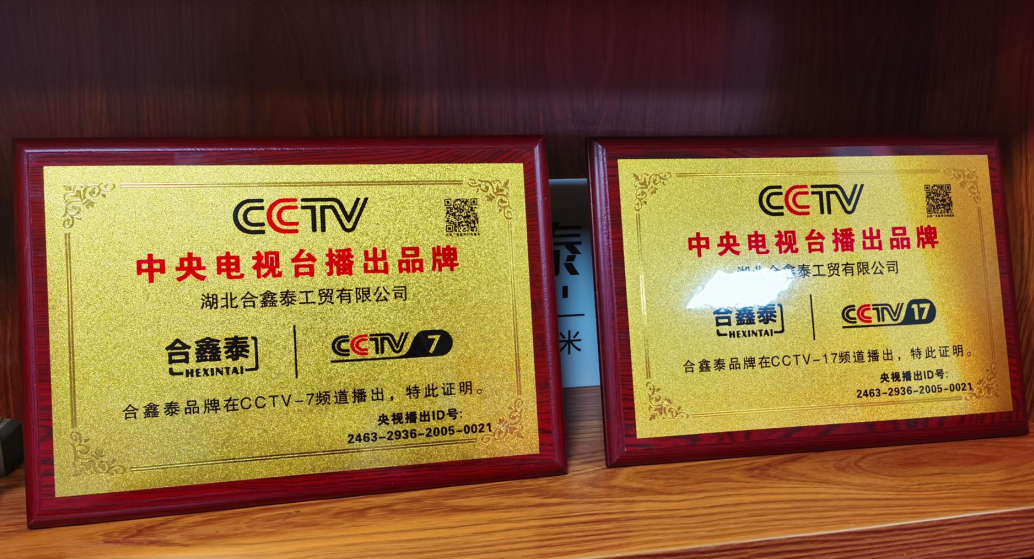 CCTV
中央电视台播出品牌
湖北合鑫泰工贸有限公司
合鑫泰
HEXINTAI
CCTV 7
合鑫泰品牌在CCTV-7频道播出，特此证明。
央视播出ID号:
2463-2936-2005-0021
泰
米
CCTV
中央电视台播出品牌
湖北合鑫泰工贸有限公司
合鑫泰
HEXINTAI
CCTV 17
合鑫泰品牌在CCTV-17频道播出，特此证明。
央视播出ID号:
2463-2936-2005-0021